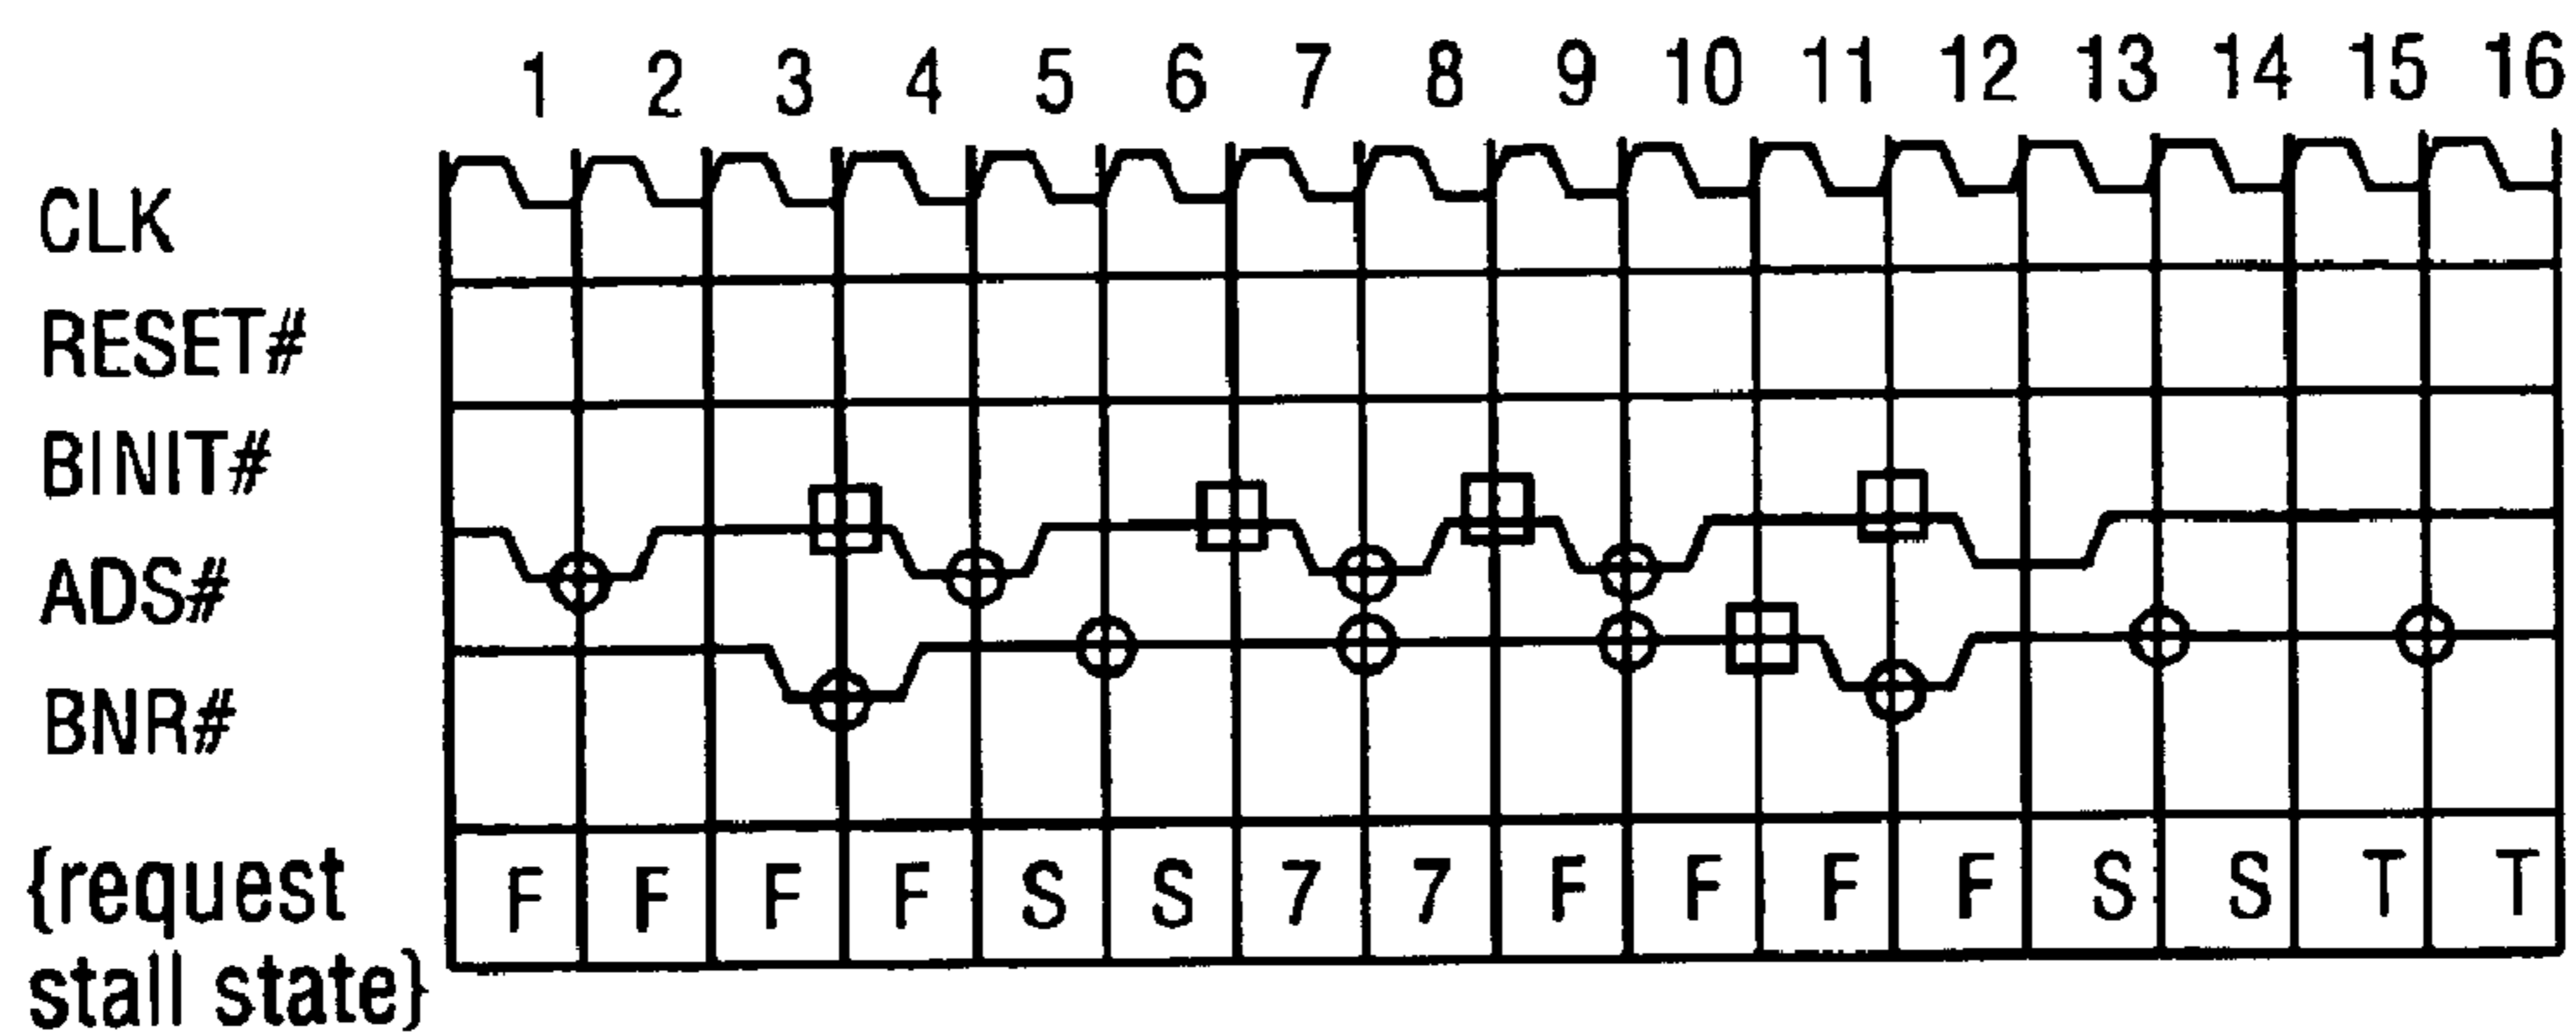 1 2 3 4 5 6 7 8 9 10 11 12 13 14 15 16
CLK
RESET#
BINIT#
ADS#
BNR#
{request
stall state}
F F F F S S 7 7 F F F F S S T T